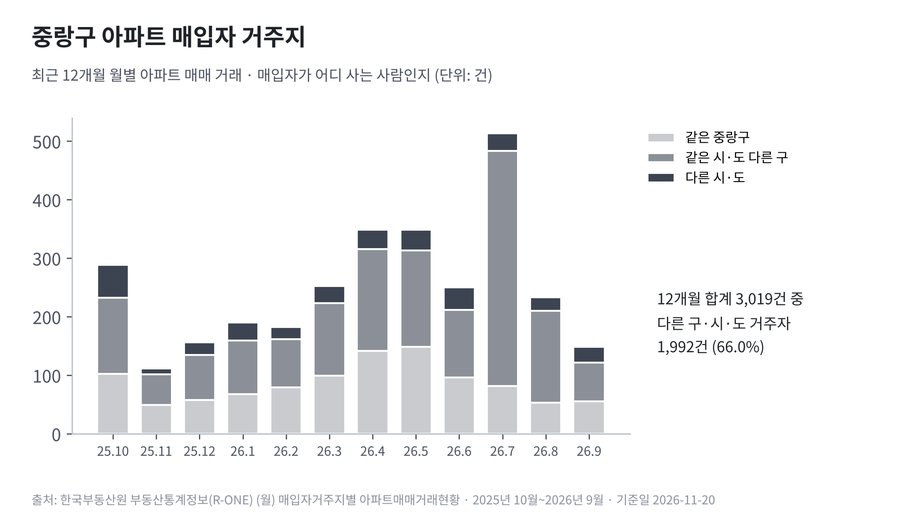 중랑구 아파트 매입자 거주지
최근 12개월 월별 아파트 매매 거래 · 매입자가 어디 사는 사람인지 (단위: 건)
500
400
300
200
100
0
25.10 25.11 25.12 26.1 26.2 26.3 26.4 26.5 26.6 26.7 26.8 26.9
같은 중랑구
같은 시·도 다른 구
다른 시·도
12개월 합계 3,019건 중
다른 구·시·도 거주자
1,992건 (66.0%)
출처: 한국부동산원 부동산통계정보(R-ONE) (월) 매입자거주지별 아파트매매거래현황 · 2025년 10월~2026년 9월 · 기준일 2026-11-20